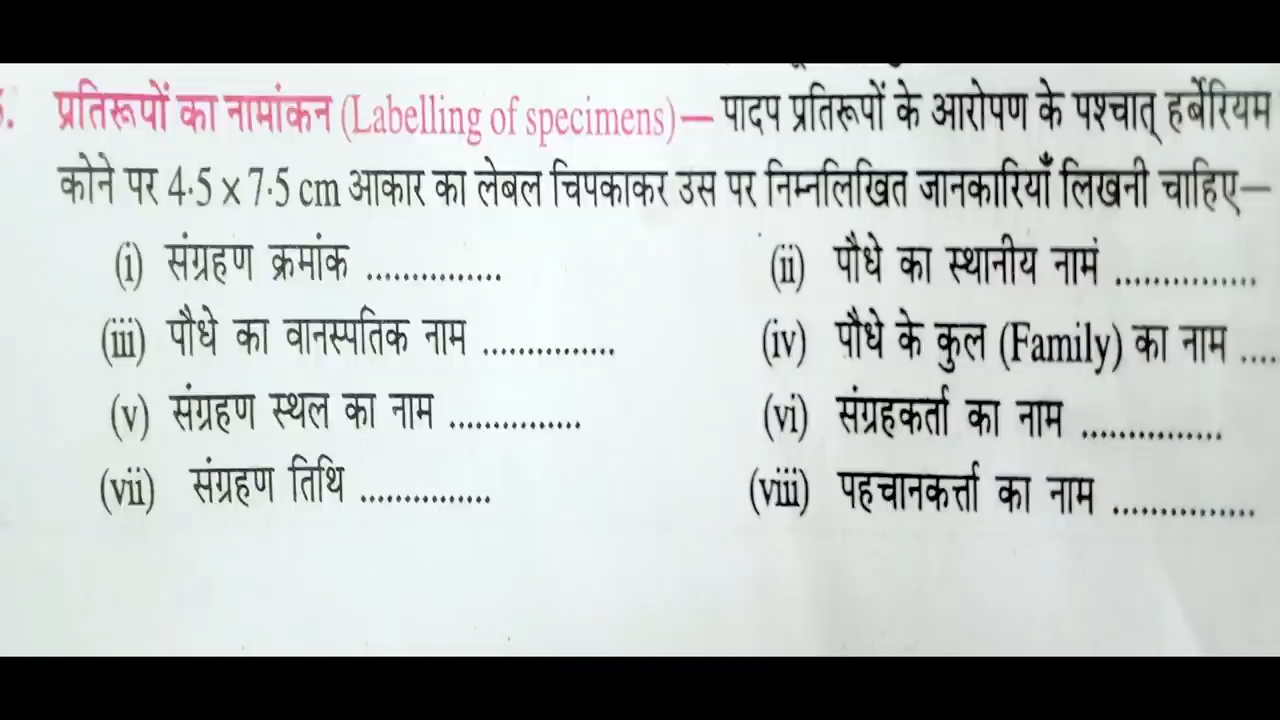 प्रतिरूपों का नामांकन (Labelling of specimens)— पादप प्रतिरूपों के आरोपण के पश्चात् हर्बेरियम
कोने पर 4·5 x 7·5 cm आकार का लेबल चिपकाकर उस पर निम्नलिखित जानकारियाँ लिखनी चाहिए—
(i) संग्रहण क्रमांक ............... (ii) पौधे का स्थानीय नाम ...............
(iii) पौधे का वानस्पतिक नाम ............... (iv) पौधे के कुल (Family) का नाम ....
(v) संग्रहण स्थल का नाम ............... (vi) संग्रहकर्ता का नाम ...............
(vii) संग्रहण तिथि ............... (viii) पहचानकर्त्ता का नाम ...............